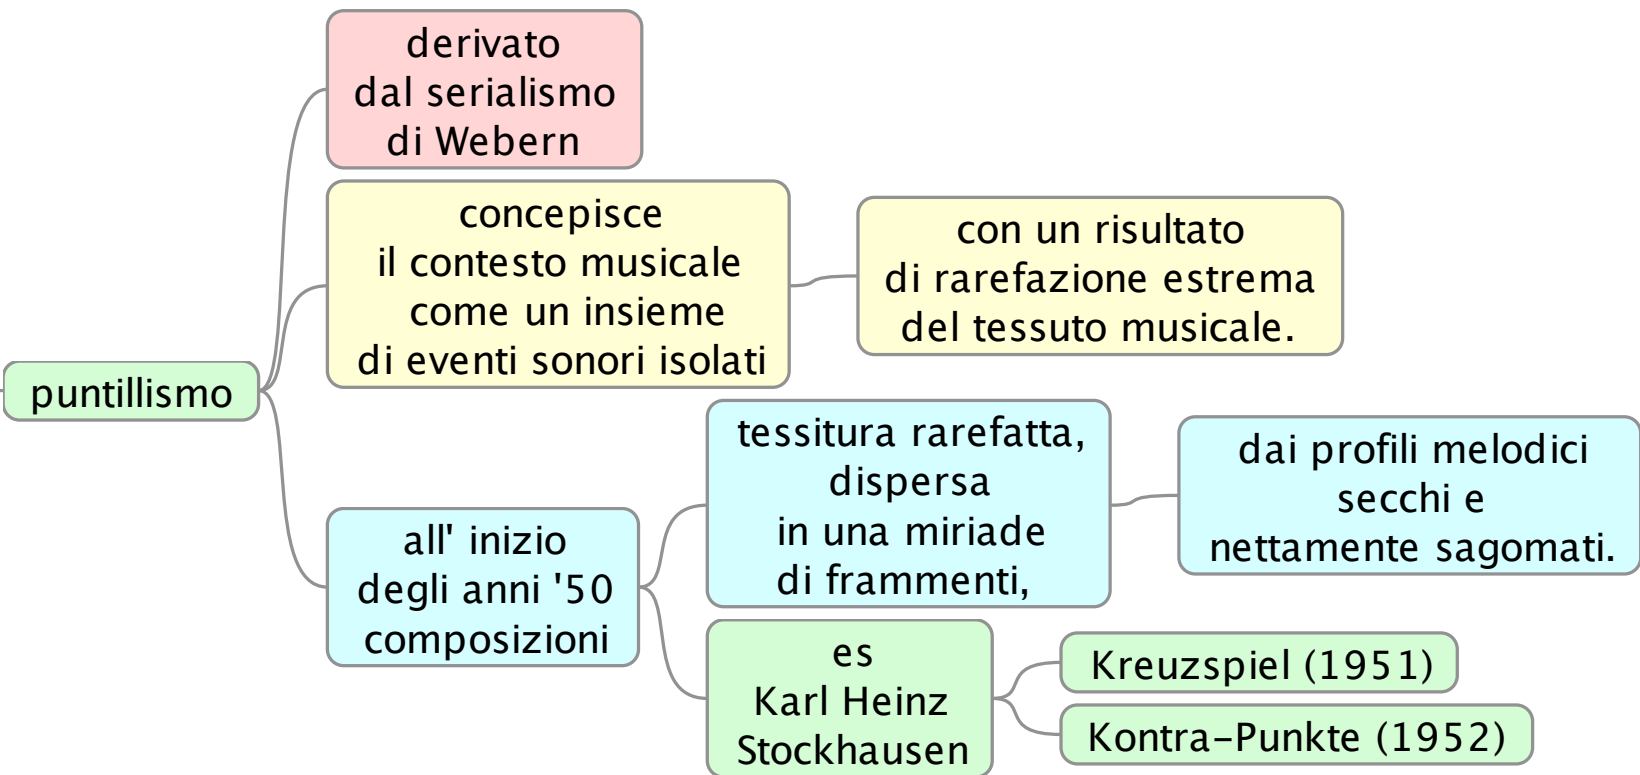 puntillismo
derivato
dal serialismo
di Webern
concepisce
il contesto musicale
come un insieme
di eventi sonori isolati
con un risultato
di rarefazione estrema
del tessuto musicale.
all' inizio
degli anni '50
composizioni
tessitura rarefatta,
dispersa
in una miriade
di frammenti,
dai profili melodici
secchi e
nettamente sagomati.
es
Karl Heinz
Stockhausen
Kreuzspiel (1951)
Kontra–Punkte (1952)